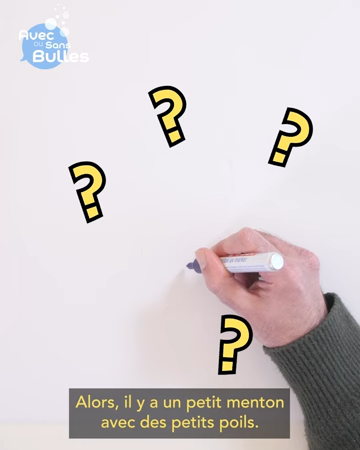 Avec
ou Sans
Bulles
?
?
?
?
Alors, il y a un petit menton
avec des petits poils.